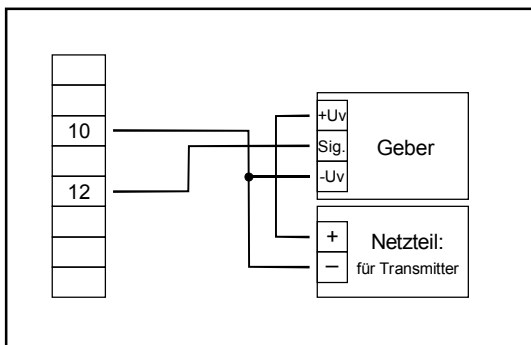 10
12
+Uv
Sig.
-Uv
Geber
+
−
Netzteil:
für Transmitter